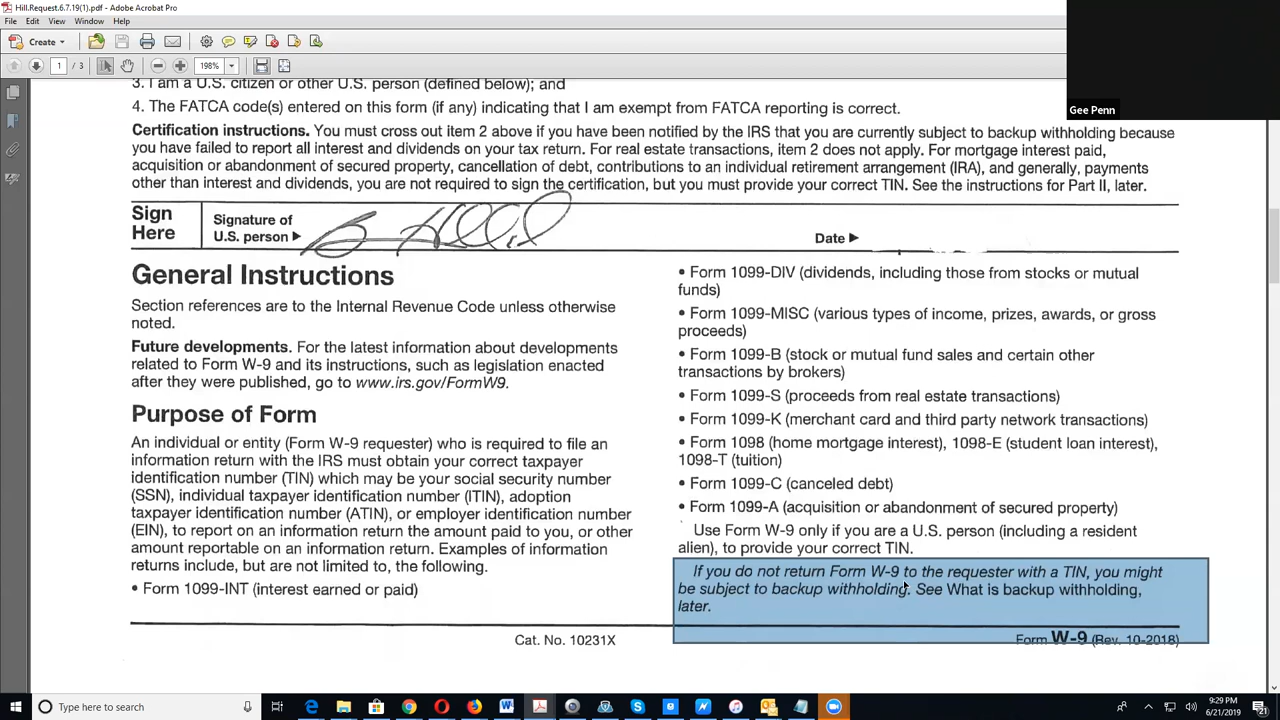 Hill.Request.6.7.19(1).pdf - Adobe Acrobat Pro
File Edit View Window Help
Create
1 / 3 198%
Gee Penn
3. I am a U.S. citizen or other U.S. person (defined below); and
4. The FATCA code(s) entered on this form (if any) indicating that I am exempt from FATCA reporting is correct.
Certification instructions. You must cross out item 2 above if you have been notified by the IRS that you are currently subject to backup withholding because
you have failed to report all interest and dividends on your tax return. For real estate transactions, item 2 does not apply. For mortgage interest paid,
acquisition or abandonment of secured property, cancellation of debt, contributions to an individual retirement arrangement (IRA), and generally, payments
other than interest and dividends, you are not required to sign the certification, but you must provide your correct TIN. See the instructions for Part II, later.
Sign
Here
Signature of
U.S. person ▶
Date ▶
General Instructions
Section references are to the Internal Revenue Code unless otherwise
noted.
Future developments. For the latest information about developments
related to Form W-9 and its instructions, such as legislation enacted
after they were published, go to www.irs.gov/FormW9.
Purpose of Form
An individual or entity (Form W-9 requester) who is required to file an
information return with the IRS must obtain your correct taxpayer
identification number (TIN) which may be your social security number
(SSN), individual taxpayer identification number (ITIN), adoption
taxpayer identification number (ATIN), or employer identification number
(EIN), to report on an information return the amount paid to you, or other
amount reportable on an information return. Examples of information
returns include, but are not limited to, the following.
• Form 1099-INT (interest earned or paid)
• Form 1099-DIV (dividends, including those from stocks or mutual
funds)
• Form 1099-MISC (various types of income, prizes, awards, or gross
proceeds)
• Form 1099-B (stock or mutual fund sales and certain other
transactions by brokers)
• Form 1099-S (proceeds from real estate transactions)
• Form 1099-K (merchant card and third party network transactions)
• Form 1098 (home mortgage interest), 1098-E (student loan interest),
1098-T (tuition)
• Form 1099-C (canceled debt)
• Form 1099-A (acquisition or abandonment of secured property)
Use Form W-9 only if you are a U.S. person (including a resident
alien), to provide your correct TIN.
If you do not return Form W-9 to the requester with a TIN, you might
be subject to backup withholding. See What is backup withholding,
later.
Cat. No. 10231X
Form W-9 (Rev. 10-2018)
Type here to search
9:29 PM
6/21/2019
21